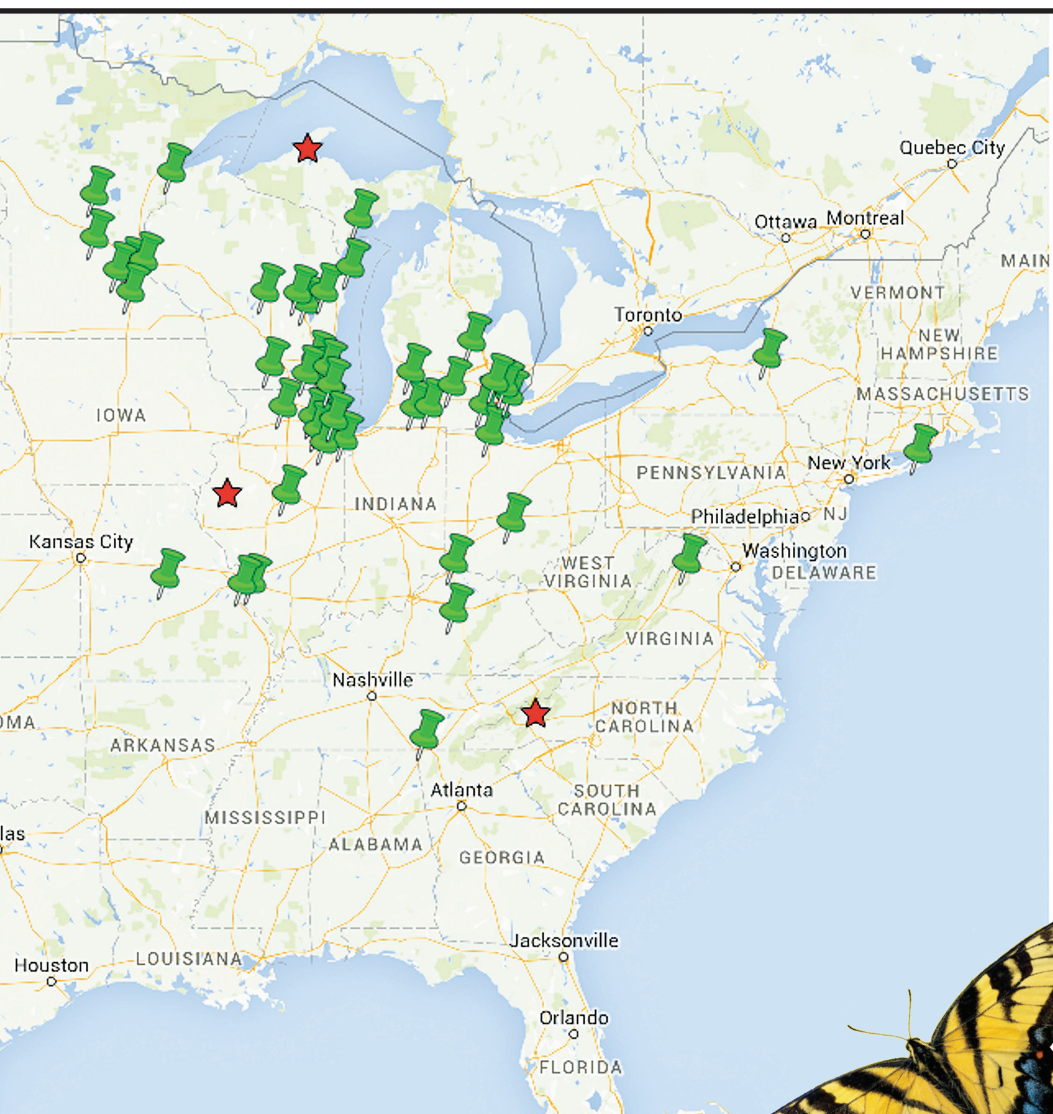 Quebec City
Ottawa
Montreal
MAIN
VERMONT
Toronto
NEW
HAMPSHIRE
MASSACHUSETTS
IOWA
New York
PENNSYLVANIA
INDIANA
Philadelphia
NJ
Kansas City
Washington
WEST
VIRGINIA
DELAWARE
VIRGINIA
Nashville
NORTH
CAROLINA
OMA
ARKANSAS
Atlanta
SOUTH
CAROLINA
MISSISSIPPI
las
ALABAMA
GEORGIA
Jacksonville
LOUISIANA
Houston
Orlando
FLORIDA